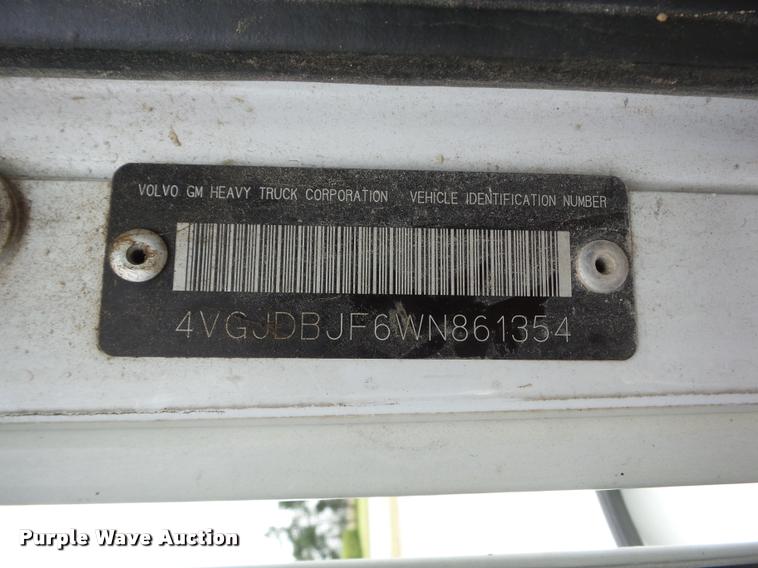 VOLVO GM HEAVY TRUCK CORPORATION VEHICLE IDENTIFICATION NUMBER
4VGJDBJF6WN861354
Purple Wave Auction